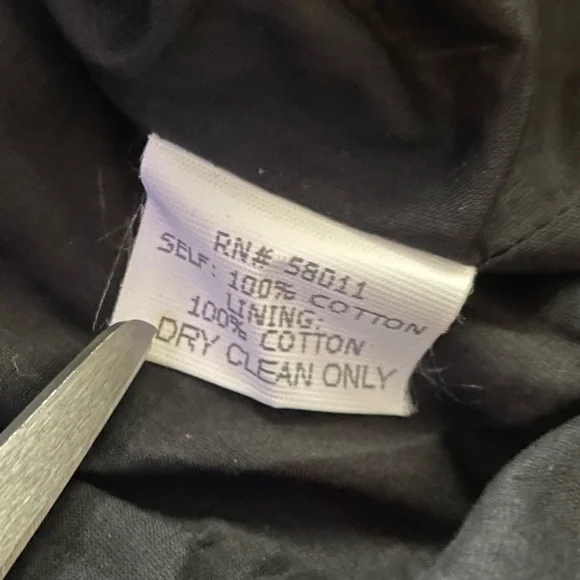 RN# 58011
SELF: 100% COTTON
LINING:
100% COTTON
DRY CLEAN ONLY